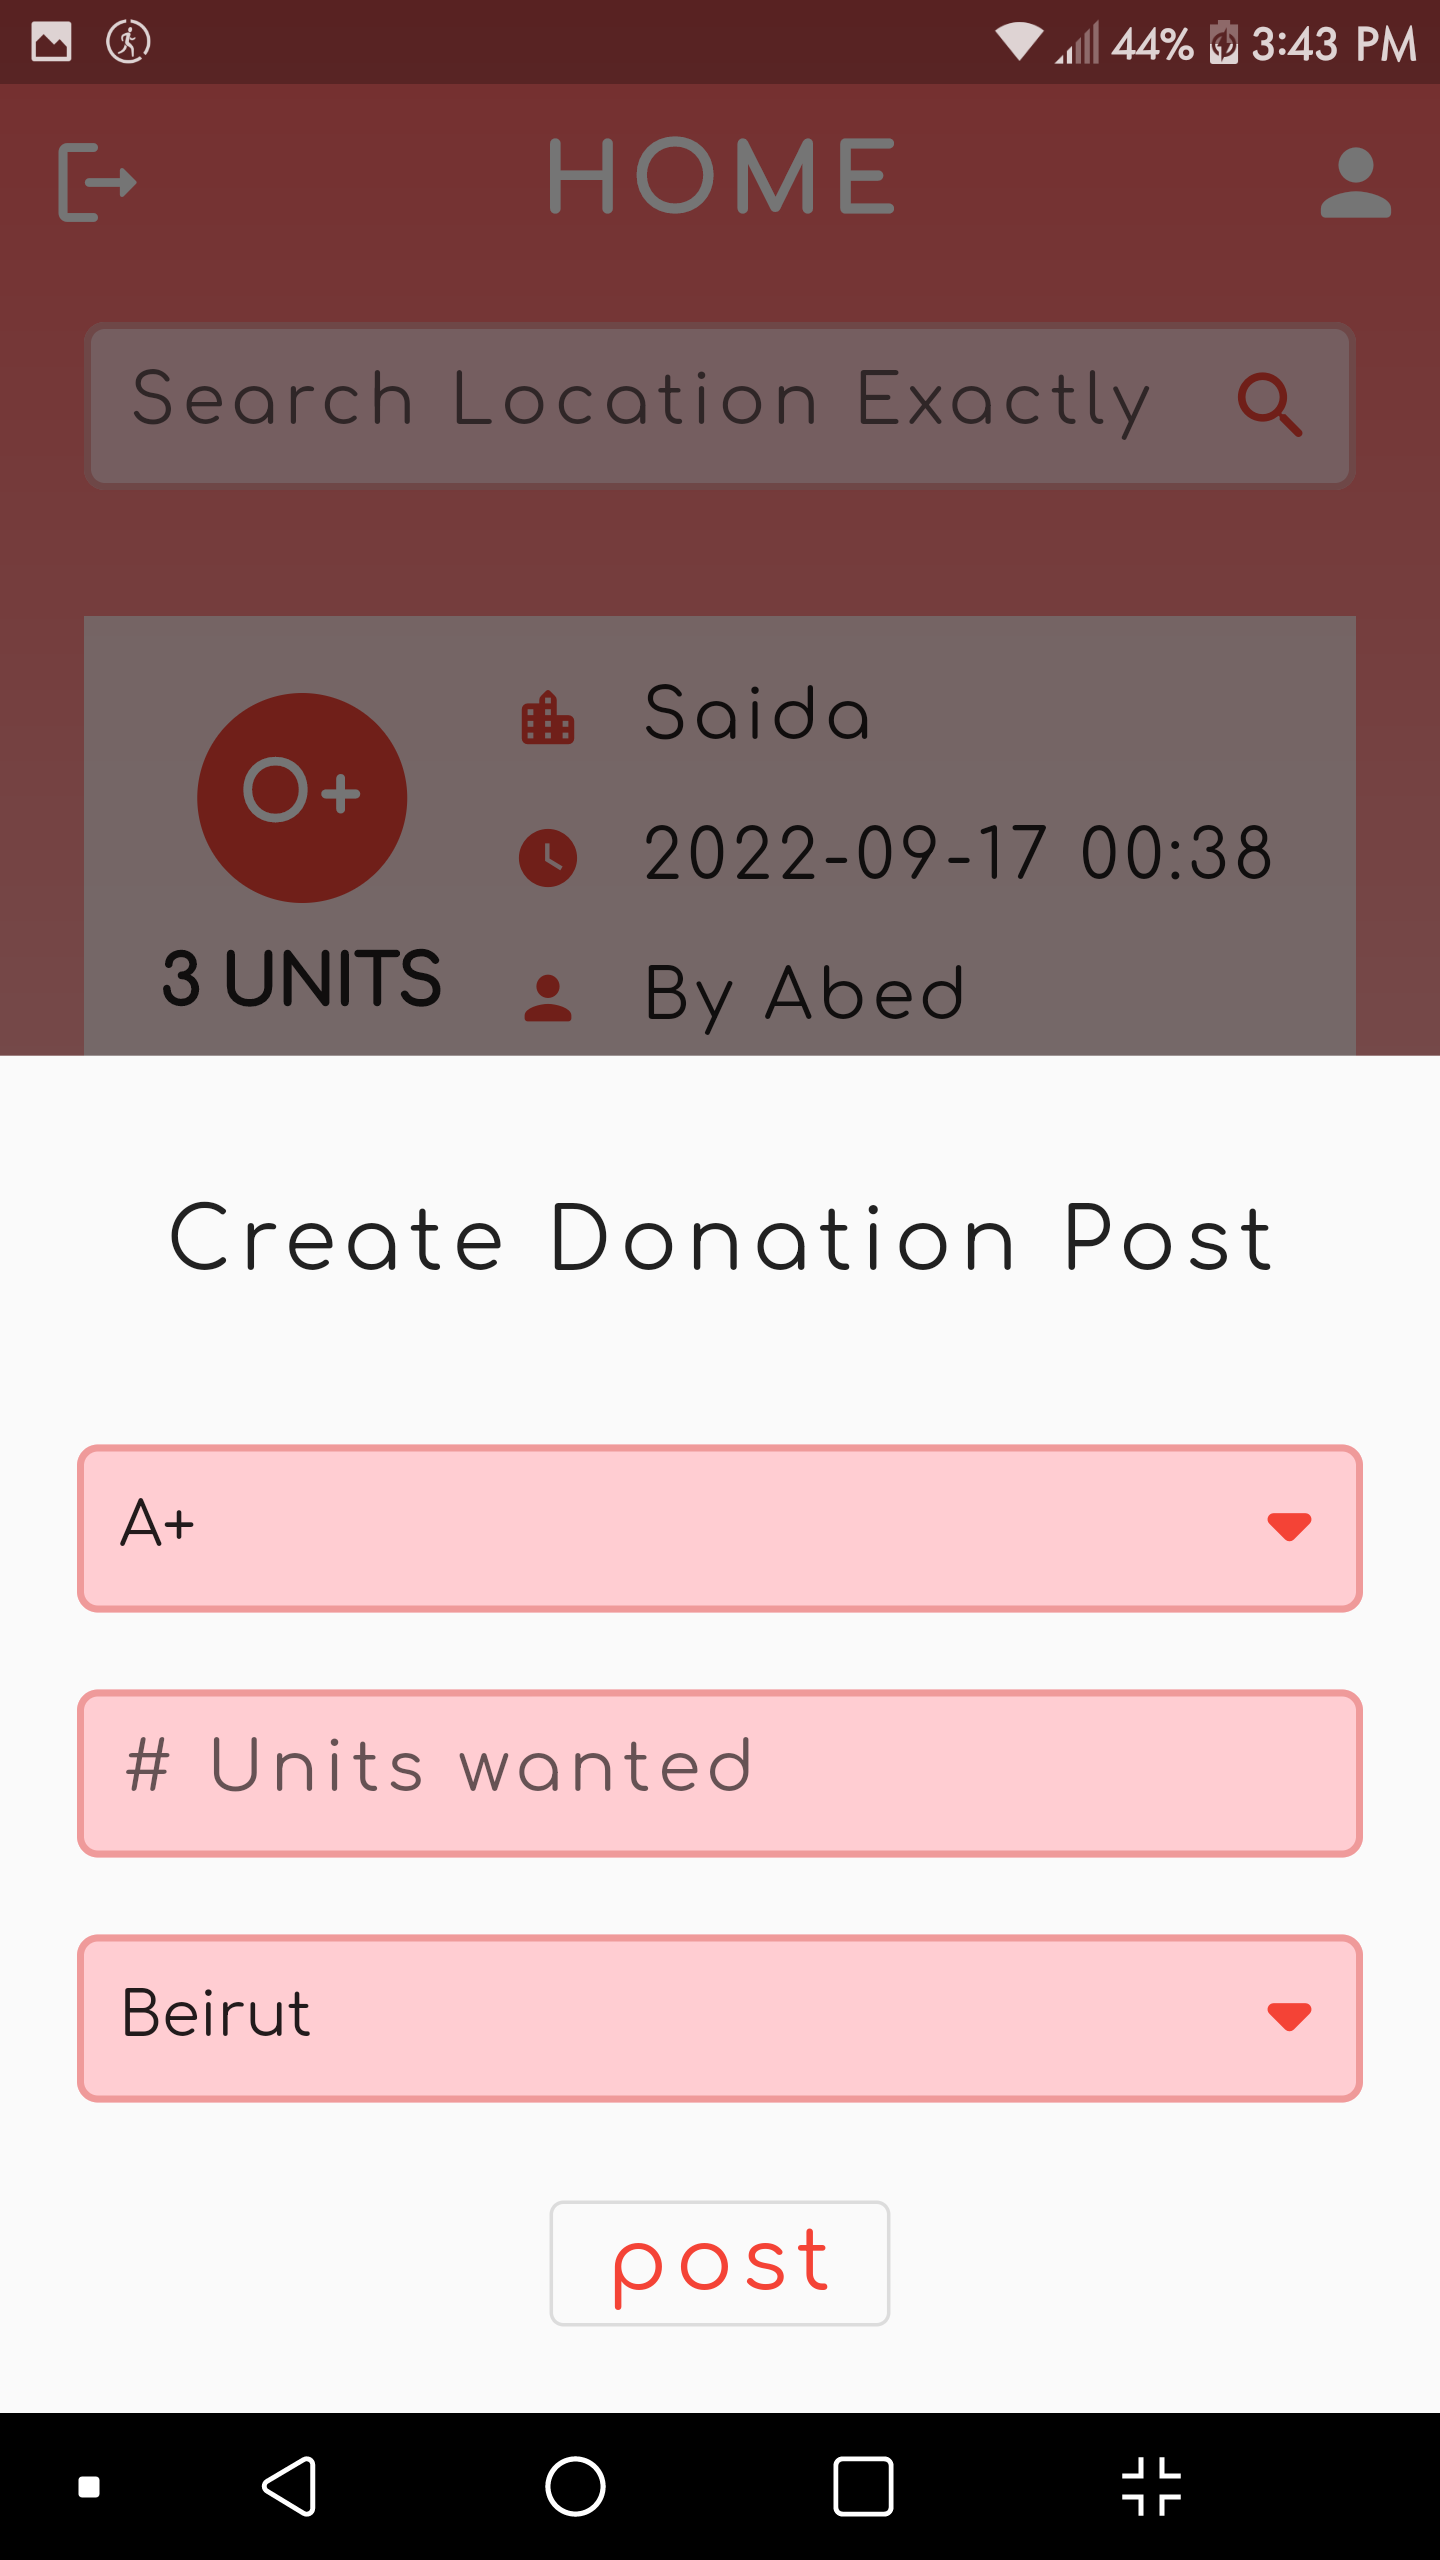 44% 3:43 PM
HOME
Search Location Exactly
O+
Saida
2022-09-17 00:38
3 UNITS
By Abed
Create Donation Post
A+
# Units wanted
Beirut
post